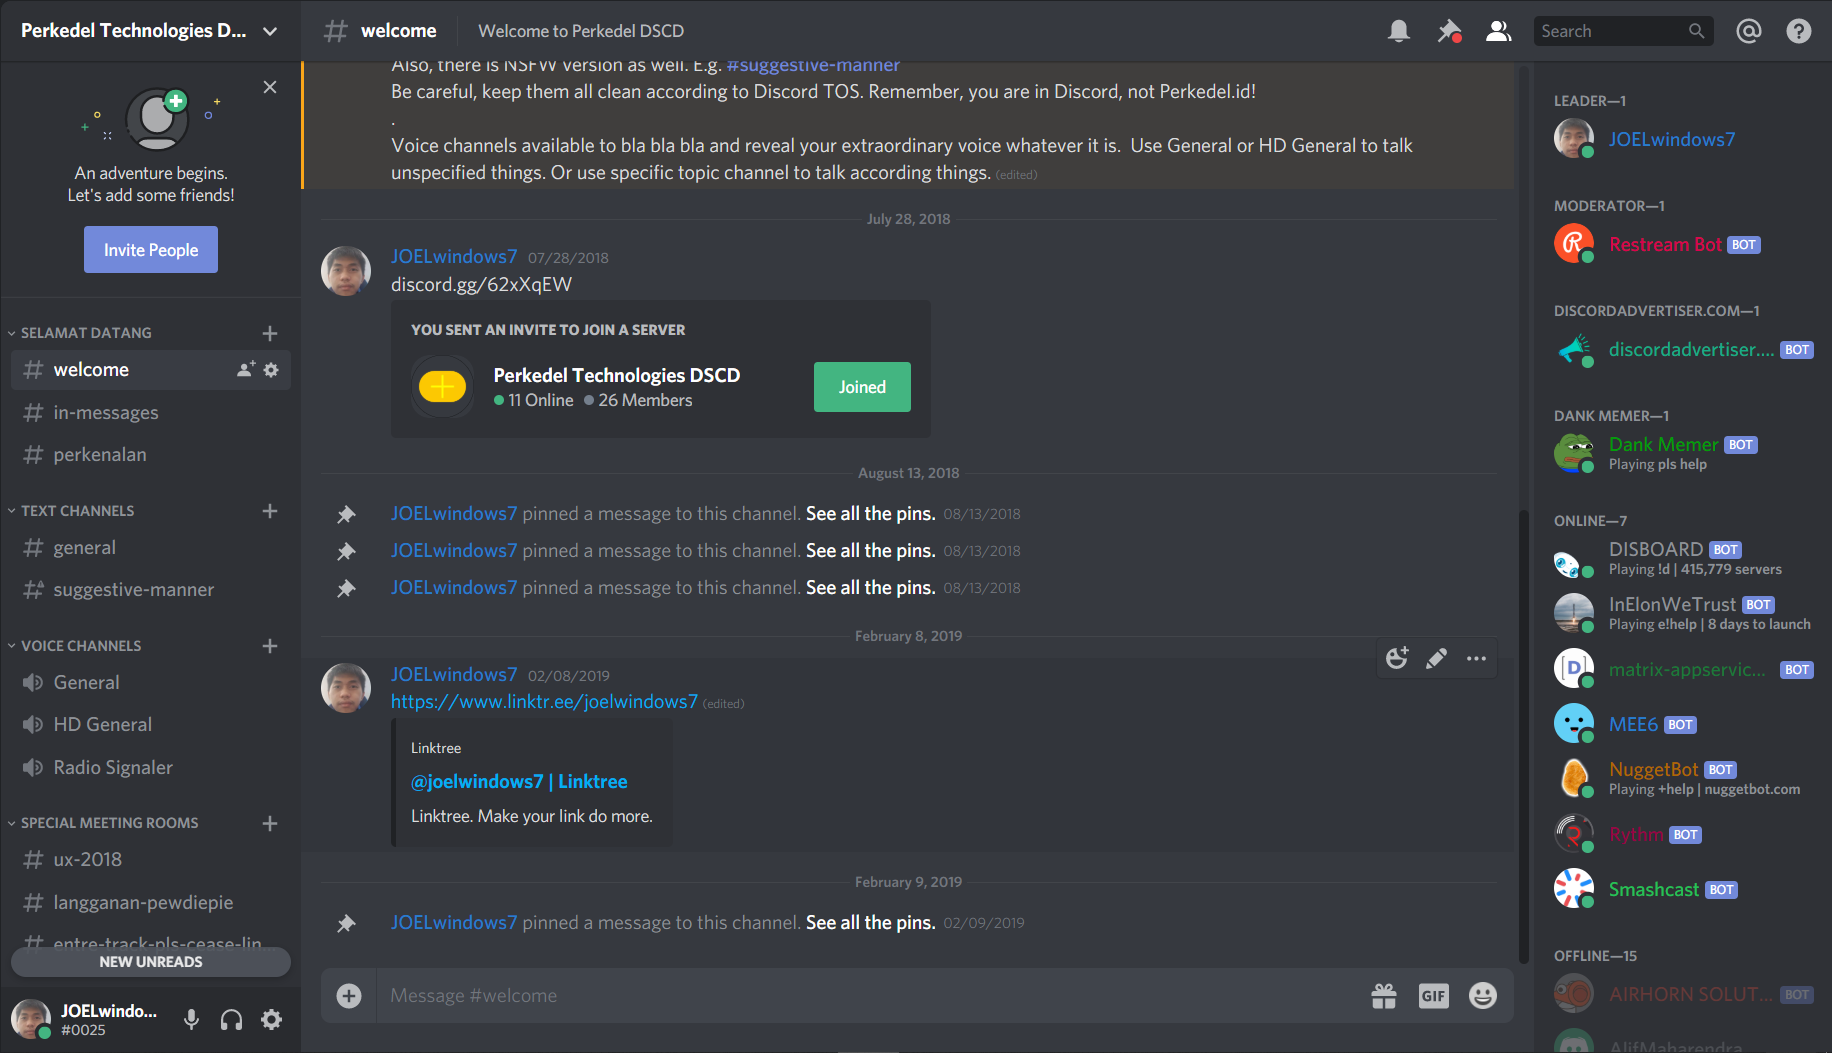 Perkedel Technologies D...
An adventure begins.
Let's add some friends!
Invite People
SELAMAT DATANG
welcome
in-messages
perkenalan
TEXT CHANNELS
general
suggestive-manner
VOICE CHANNELS
General
HD General
Radio Signaler
SPECIAL MEETING ROOMS
ux-2018
langganan-pewdiepie
entre-track-pls-cease-lin
NEW UNREADS
JOELwindo...
#0025
# welcome
Welcome to Perkedel DSCD
Search
Also, there is NSFW version as well. E.g. #suggestive-manner
Be careful, keep them all clean according to Discord TOS. Remember, you are in Discord, not Perkedel.id!
.
Voice channels available to bla bla bla and reveal your extraordinary voice whatever it is.  Use General or HD General to talk
unspecified things. Or use specific topic channel to talk according things. (edited)
July 28, 2018
JOELwindows7 07/28/2018
discord.gg/62xXqEW
YOU SENT AN INVITE TO JOIN A SERVER
Perkedel Technologies DSCD
11 Online 26 Members
Joined
August 13, 2018
JOELwindows7 pinned a message to this channel. See all the pins. 08/13/2018
JOELwindows7 pinned a message to this channel. See all the pins. 08/13/2018
JOELwindows7 pinned a message to this channel. See all the pins. 08/13/2018
February 8, 2019
JOELwindows7 02/08/2019
https://www.linktr.ee/joelwindows7 (edited)
Linktree
@joelwindows7 | Linktree
Linktree. Make your link do more.
February 9, 2019
JOELwindows7 pinned a message to this channel. See all the pins. 02/09/2019
Message #welcome
GIF
LEADER—1
JOELwindows7
MODERATOR—1
Restream Bot BOT
DISCORDADVERTISER.COM—1
discordadvertiser.... BOT
DANK MEMER—1
Dank Memer BOT
Playing pls help
ONLINE—7
DISBOARD BOT
Playing !d | 415,779 servers
InElonWeTrust BOT
Playing e!help | 8 days to launch
[D] matrix-appservic... BOT
MEE6 BOT
NuggetBot BOT
Playing +help | nuggetbot.com
Rythm BOT
Smashcast BOT
OFFLINE—15
AIRHORN SOLUT... BOT
AlifMaharendra